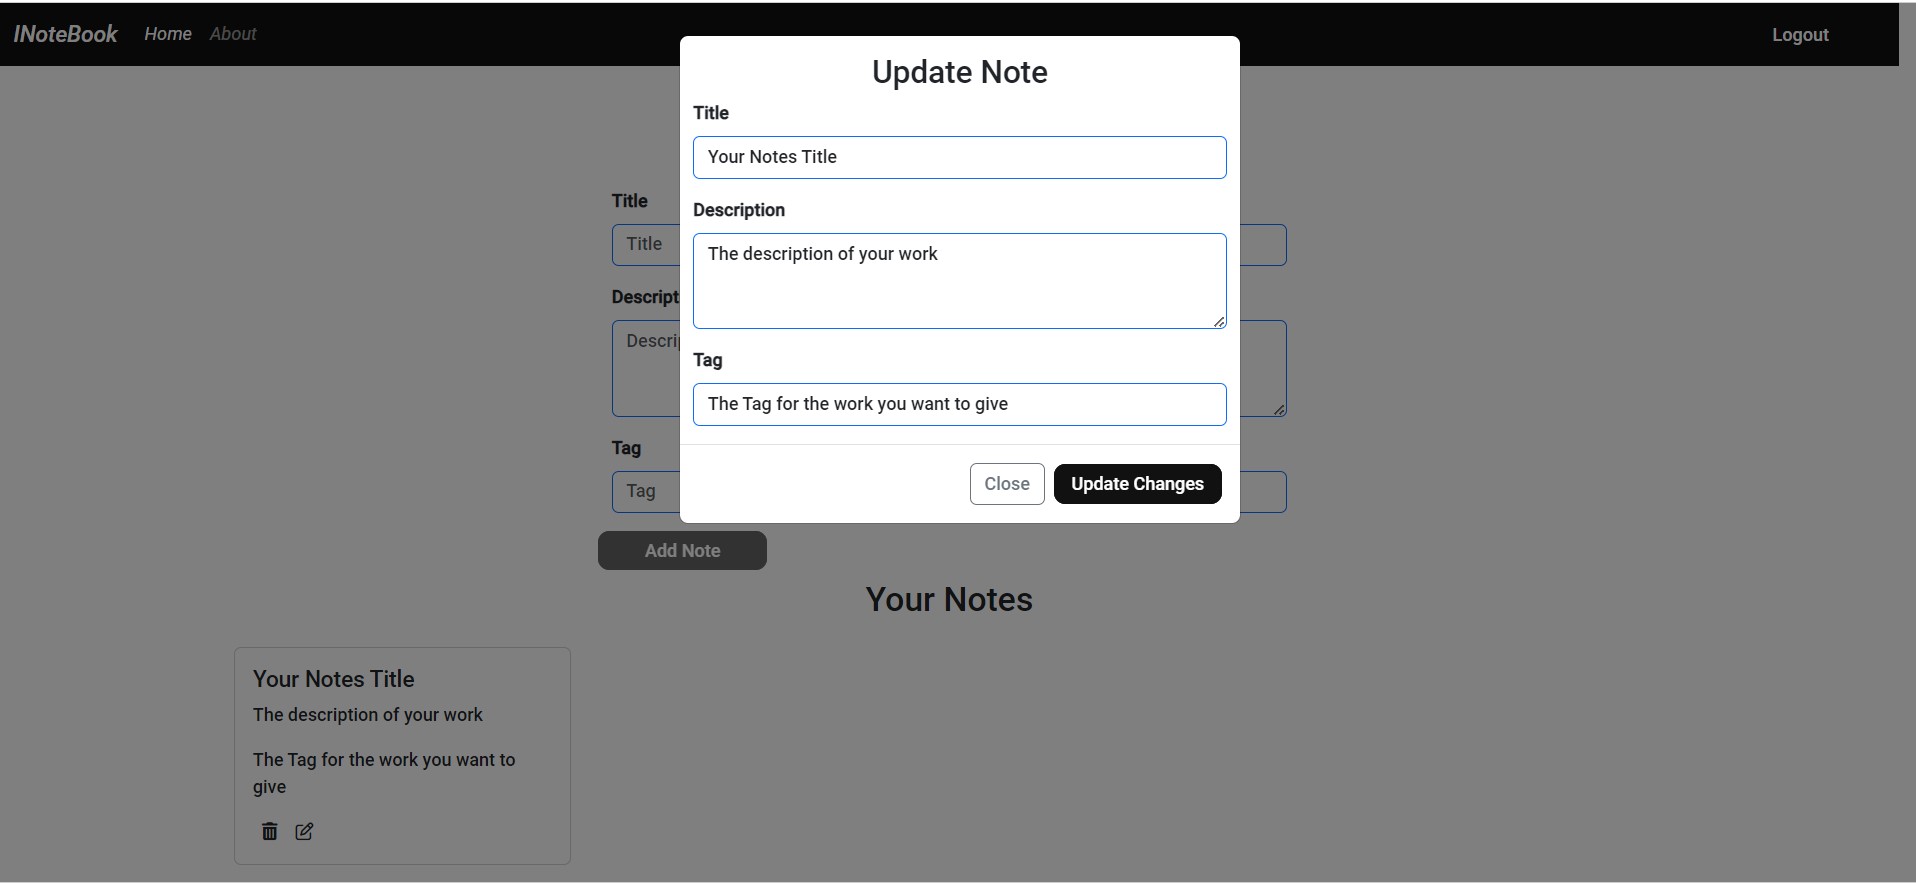 INoteBook Home About Logout
Update Note
Title
Your Notes Title
Description
The description of your work
Tag
The Tag for the work you want to give
Close Update Changes
Title
Title
Descript
Descrip
Tag
Tag
Add Note
Your Notes
Your Notes Title
The description of your work
The Tag for the work you want to
give